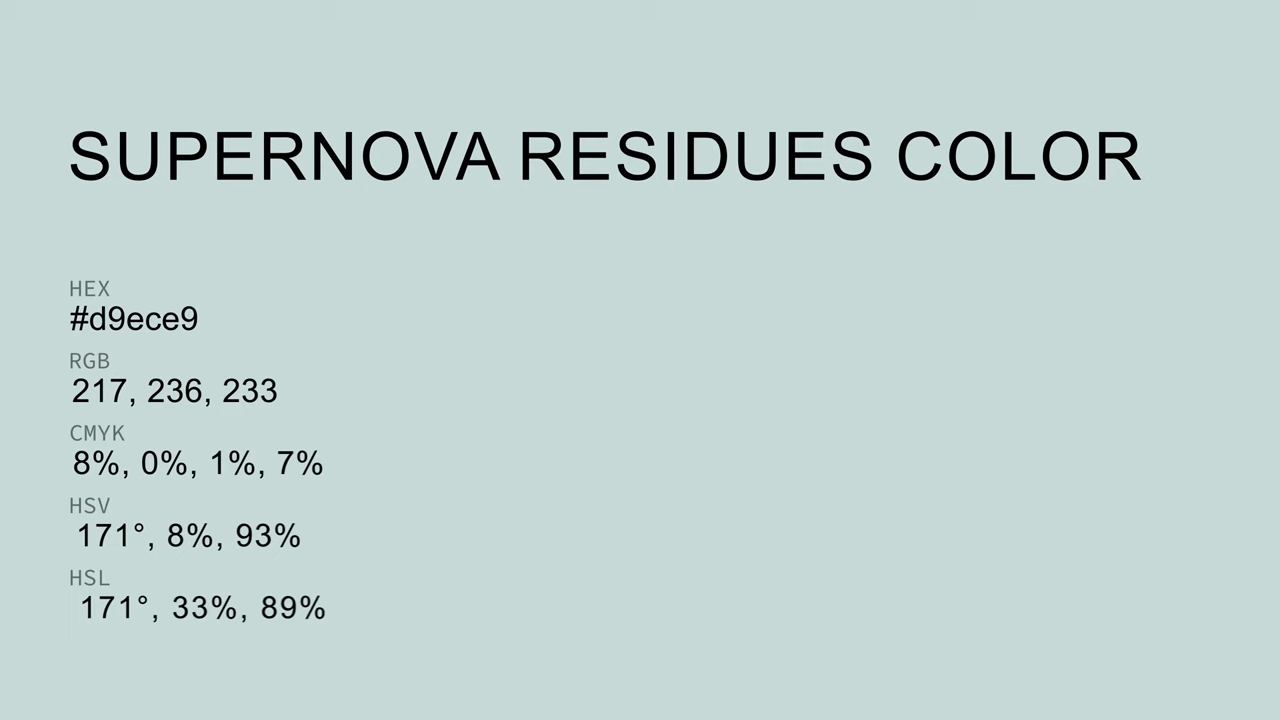 SUPERNOVA RESIDUES COLOR
HEX
#d9ece9
RGB
217, 236, 233
CMYK
8%, 0%, 1%, 7%
HSV
171°, 8%, 93%
HSL
171°, 33%, 89%